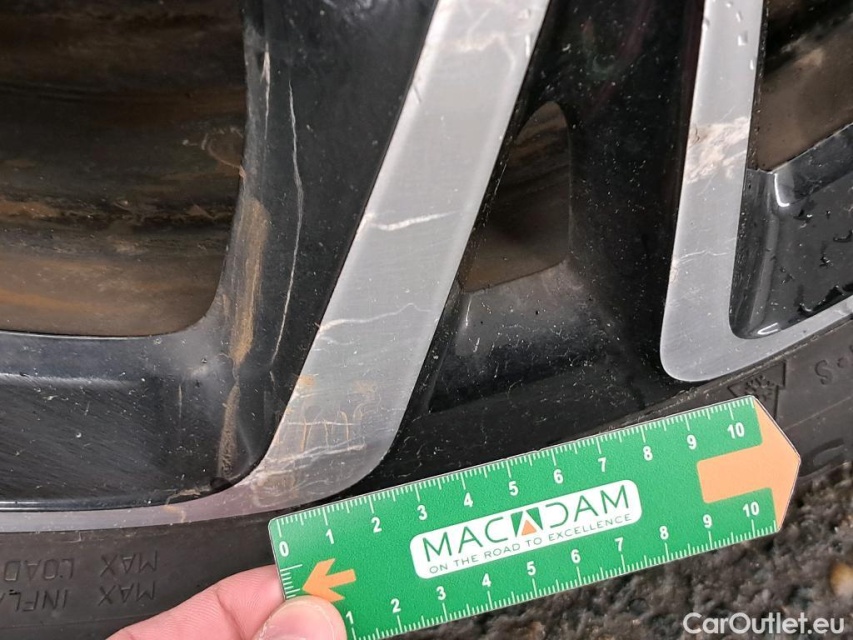 S
0 1 2 3 4 5 6 7 8 9 10
MACADAM
ON THE ROAD TO EXCELLENCE
1 2 3 4 5 6 7 8 9 10
MAX LOAD
MAX INFL
CarOutlet.eu